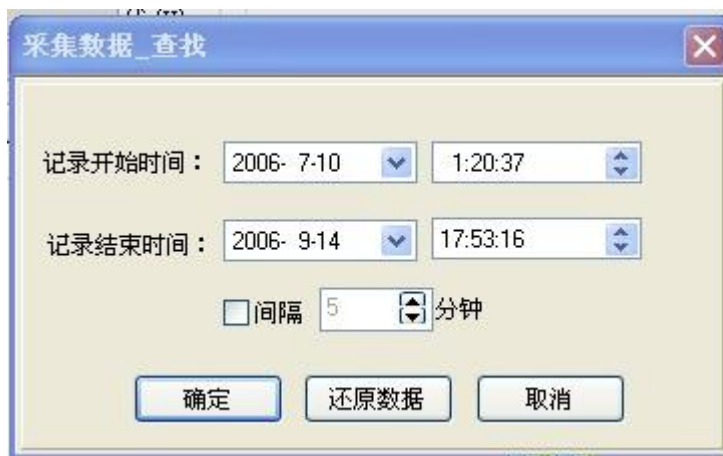 采集数据_查找
记录开始时间： 2006- 7-10 1:20:37
记录结束时间： 2006- 9-14 17:53:16
间隔 5 分钟
确定 还原数据 取消